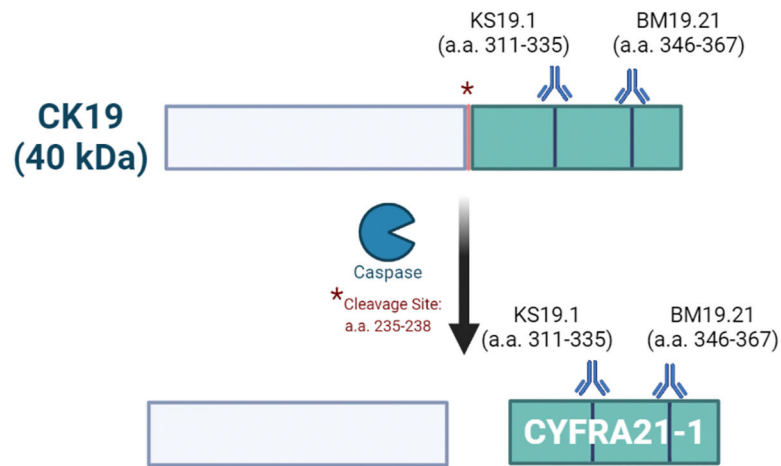 KS19.1
(a.a. 311-335)
BM19.21
(a.a. 346-367)
*
CK19
(40 kDa)
Caspase
*Cleavage Site:
a.a. 235-238
KS19.1
(a.a. 311-335)
BM19.21
(a.a. 346-367)
CYFRA21-1